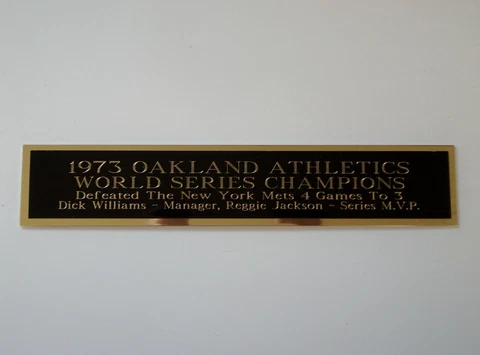 1973 OAKLAND ATHLETICS
WORLD SERIES CHAMPIONS
Defeated The New York Mets 4 Games To 3
Dick Williams - Manager, Reggie Jackson - Series M.V.P.